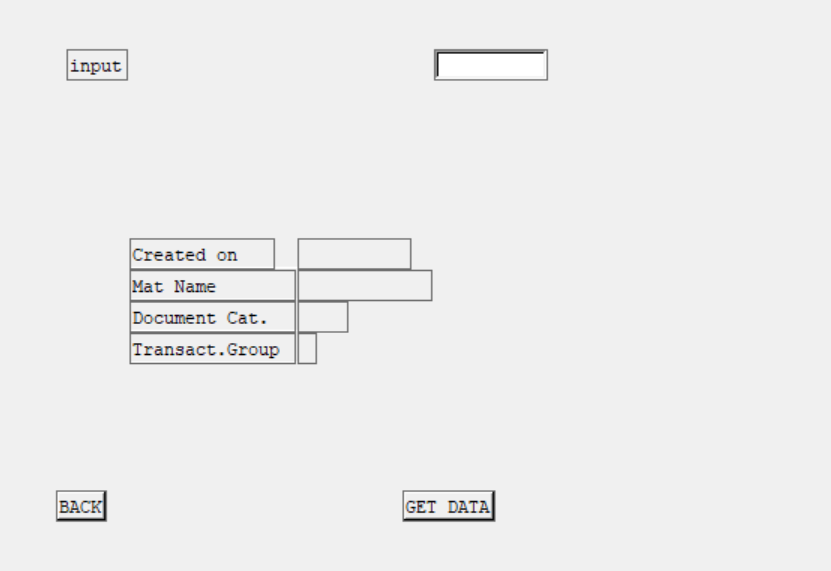 input
Created on
Mat Name
Document Cat.
Transact.Group
BACK GET DATA